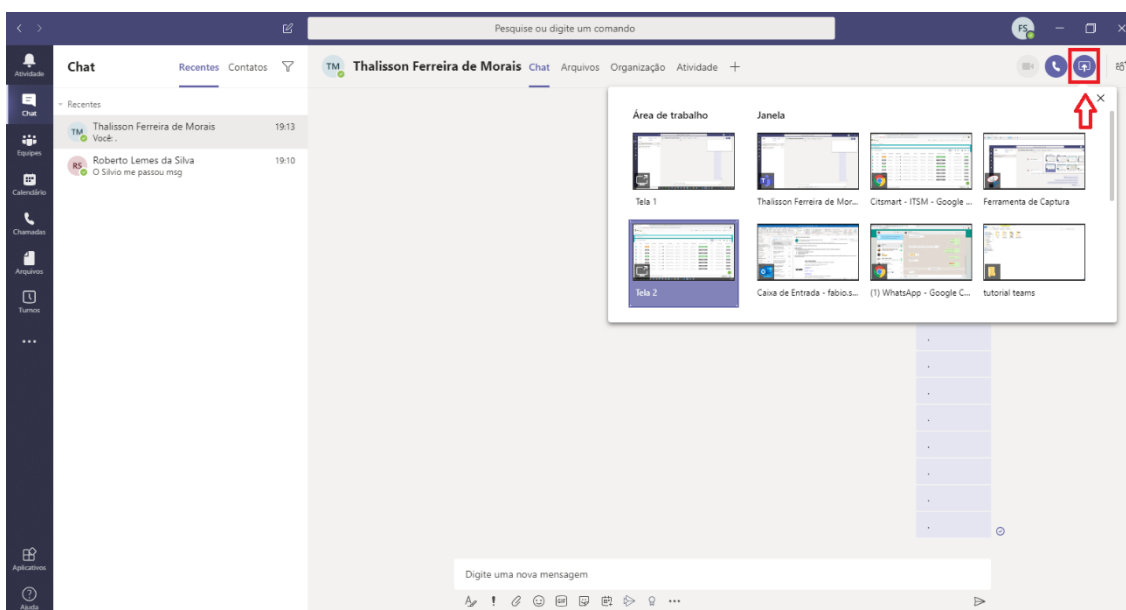 Pesquise ou digite um comando
FS
Atividade
Chat
Equipes
Calendário
Chamadas
Arquivos
Turnos
Aplicativos
Ajuda
Chat
Recentes Contatos
Recentes
TM
Thalisson Ferreira de Morais 19:13
Você: .
RS
Roberto Lemes da Silva 19:10
O Silvio me passou msg
TM Thalisson Ferreira de Morais Chat Arquivos Organização Atividade +
Área de trabalho Janela
Tela 1 Thalisson Ferreira de Mor... Citsmart - ITSM - Google ... Ferramenta de Captura
Tela 2 Caixa de Entrada - fabio.s... (1) WhatsApp - Google C... tutorial teams
.
.
.
.
.
.
.
.
Digite uma nova mensagem
GIF